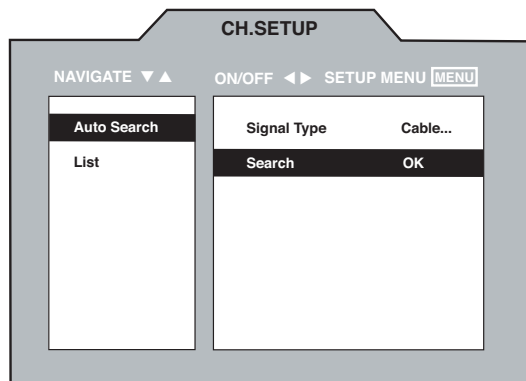 CH.SETUP
NAVIGATE ▼▲ ON/OFF ◀▶ SETUP MENU MENU
Auto Search
List
Signal Type Cable...
Search OK